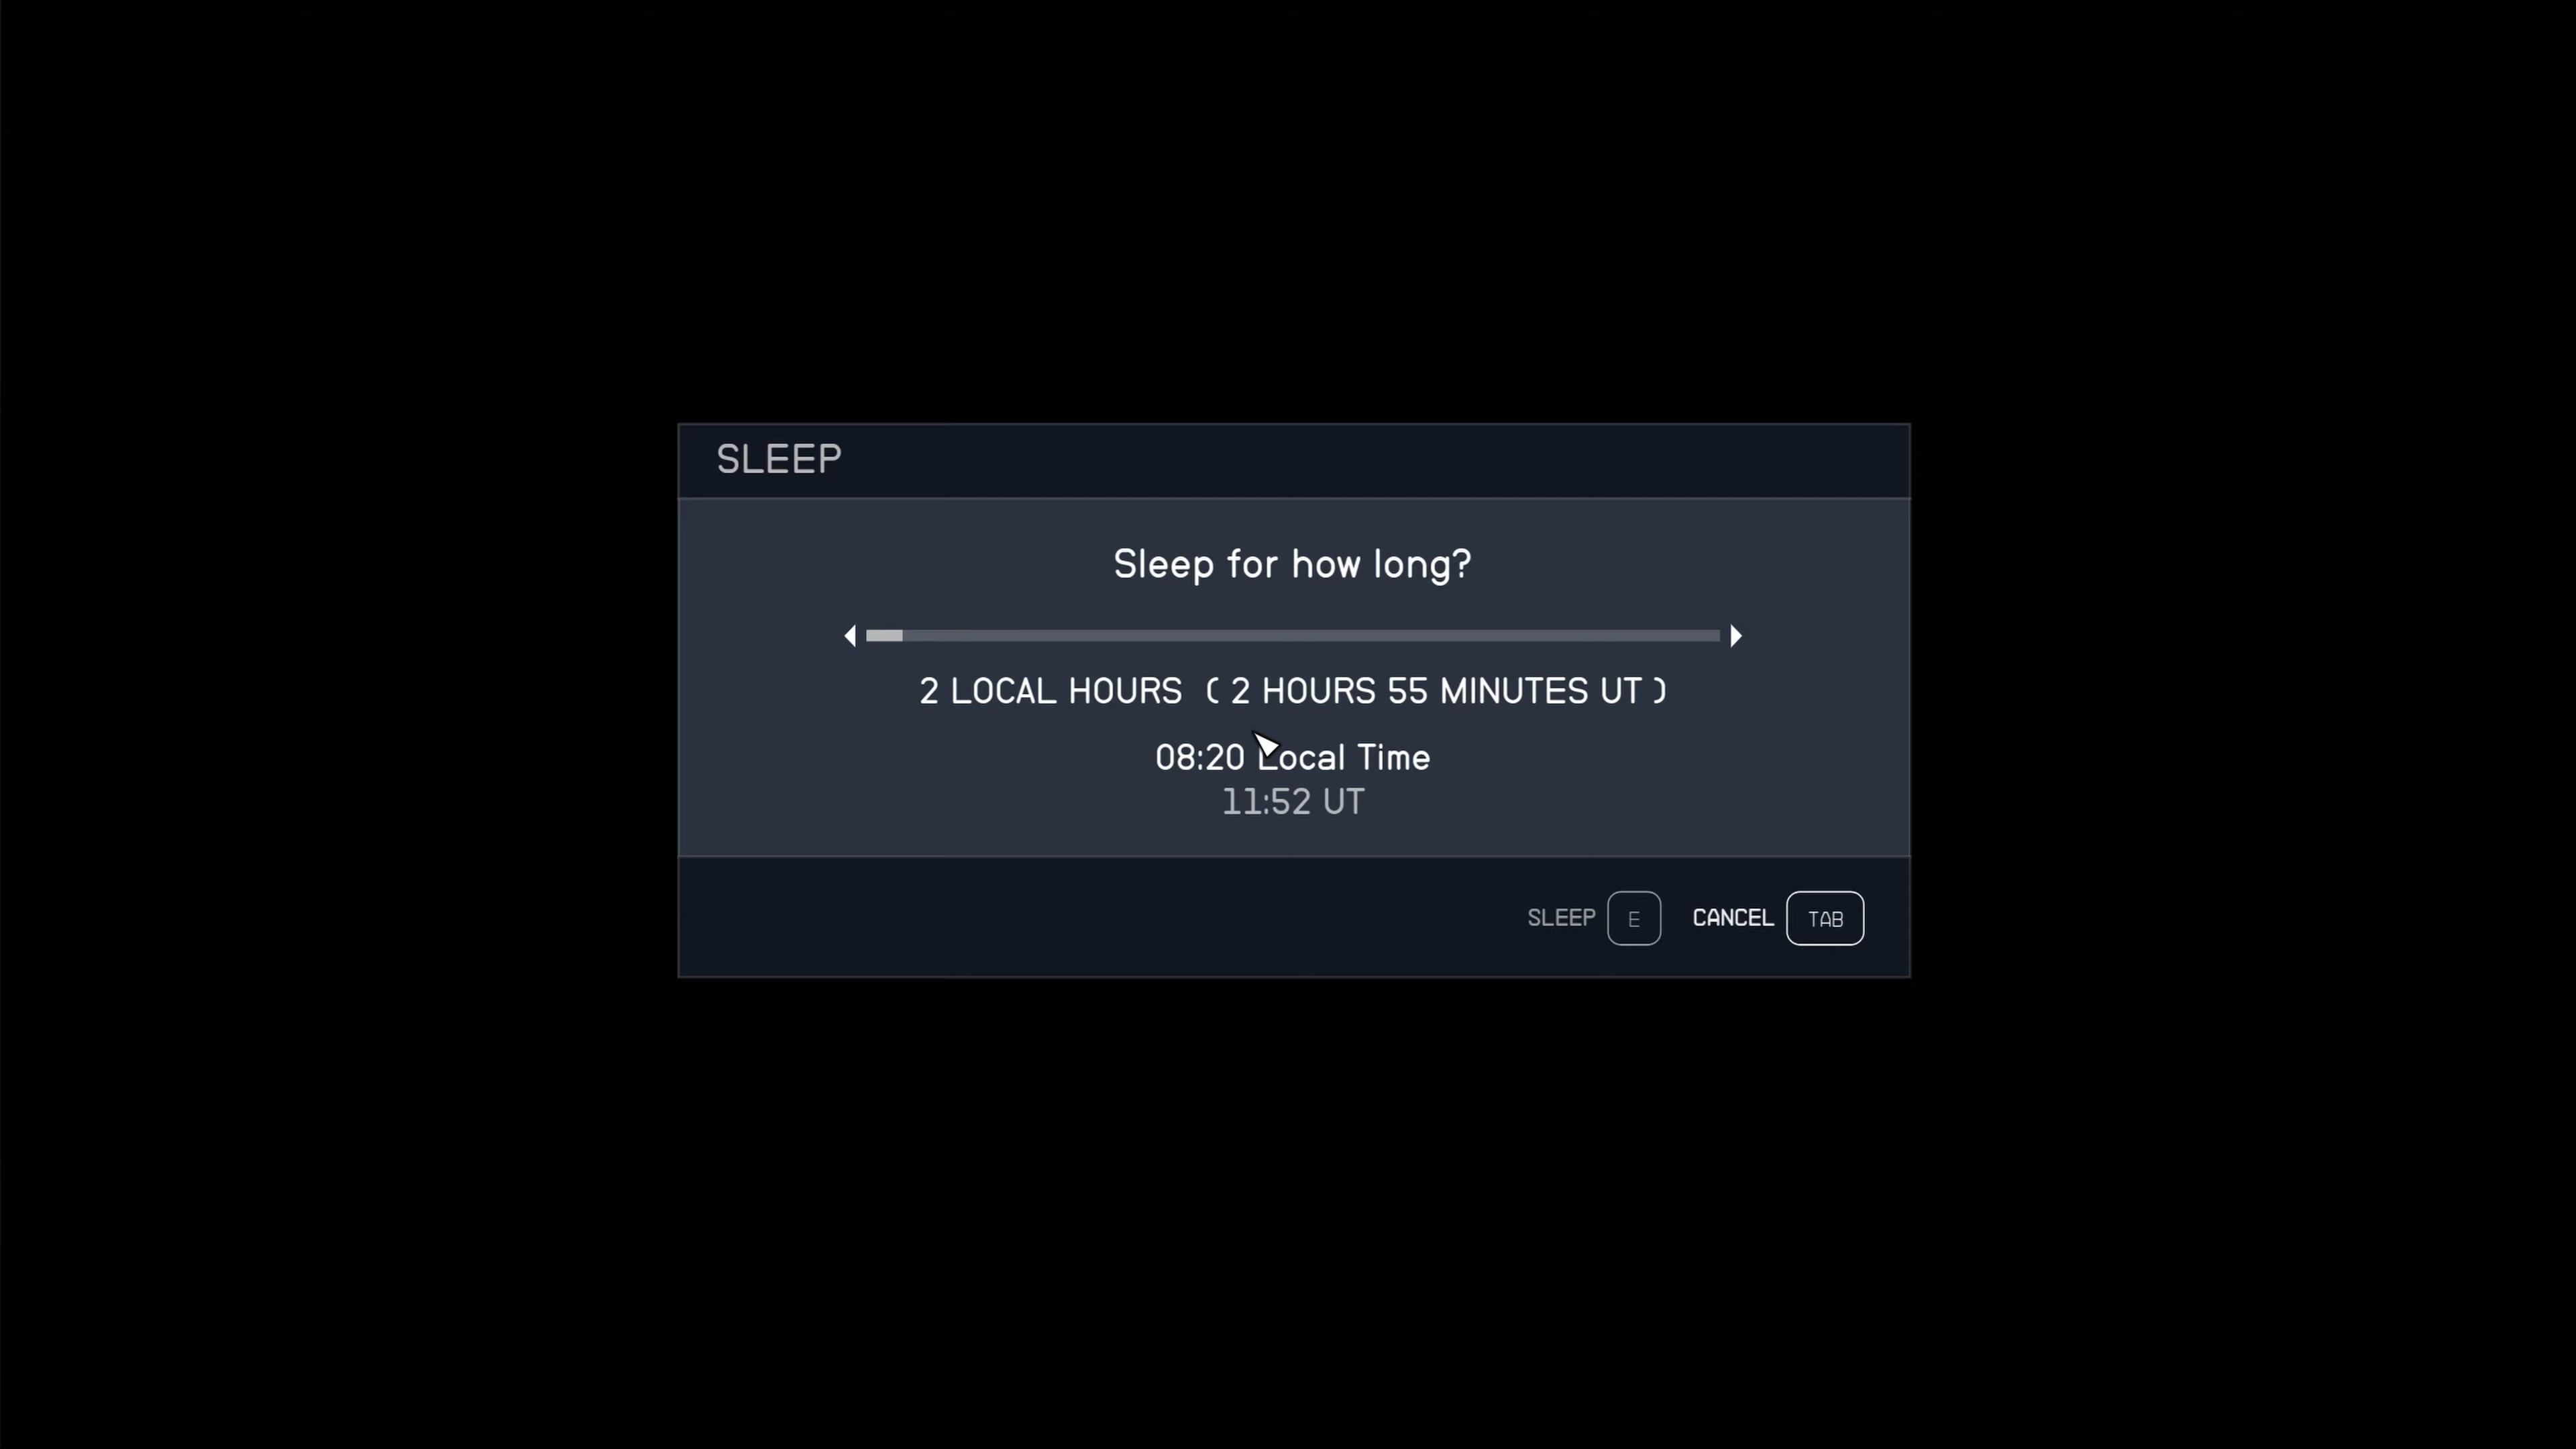 SLEEP
Sleep for how long?
2 LOCAL HOURS ( 2 HOURS 55 MINUTES UT )
08:20 Local Time
11:52 UT
SLEEP E CANCEL TAB